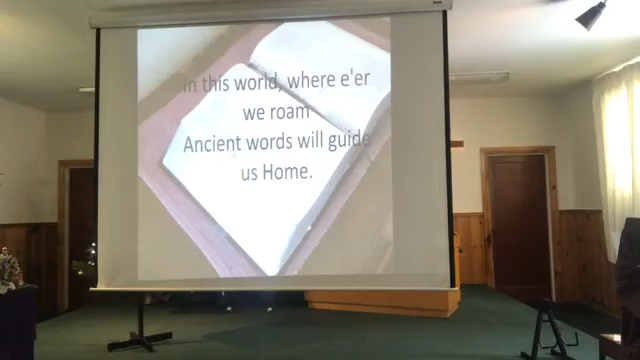 In this world, where e'er
we roam
Ancient words will guide
us Home.